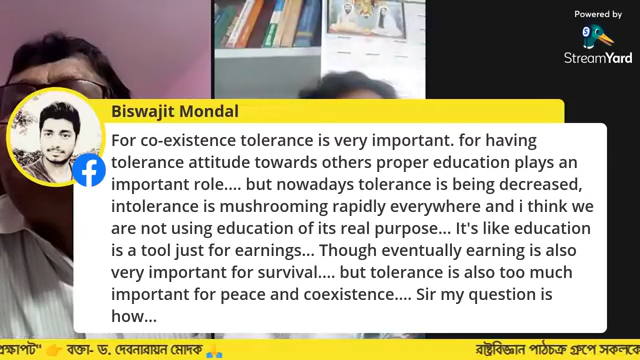 Powered by
StreamYard
Biswajit Mondal
For co-existence tolerance is very important. for having
tolerance attitude towards others proper education plays an
important role.... but nowadays tolerance is being decreased,
intolerance is mushrooming rapidly everywhere and i think we
are not using education of its real purpose... It's like education
is a tool just for earnings... Though eventually earning is also
very important for survival.... but tolerance is also too much
important for peace and coexistence.... Sir my question is
how...
প্রেক্ষাপট" 👉 বক্তা- ড. দেবনারায়ন মোদক 🙏 রাষ্ট্রবিজ্ঞান পাঠচক্র গ্রুপে